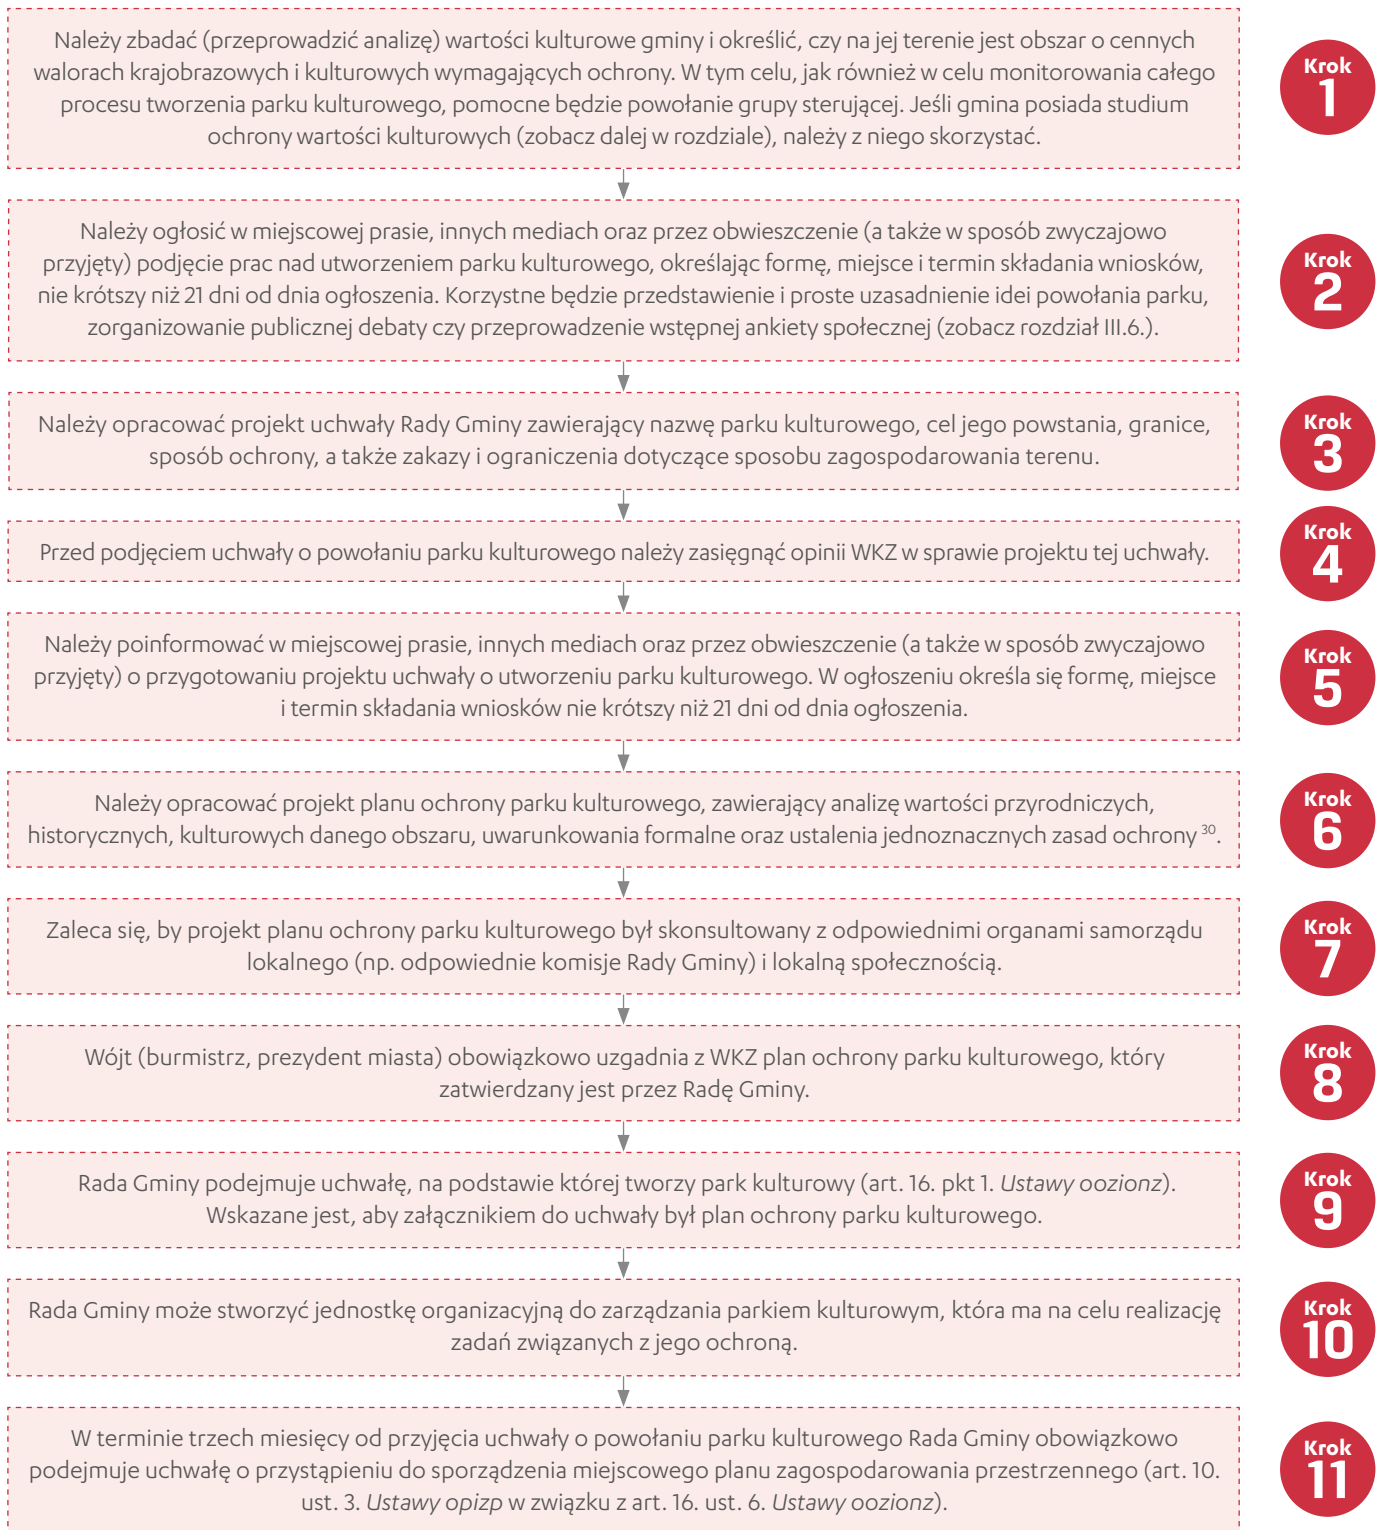 Należy zbadać (przeprowadzić analizę) wartości kulturowe gminy i określić, czy na jej terenie jest obszar o cennych
walorach krajobrazowych i kulturowych wymagających ochrony. W tym celu, jak również w celu monitorowania całego
procesu tworzenia parku kulturowego, pomocne będzie powołanie grupy sterującej. Jeśli gmina posiada studium
ochrony wartości kulturowych (zobacz dalej w rozdziale), należy z niego skorzystać.
Krok
1
Należy ogłosić w miejscowej prasie, innych mediach oraz przez obwieszczenie (a także w sposób zwyczajowo
przyjęty) podjęcie prac nad utworzeniem parku kulturowego, określając formę, miejsce i termin składania wniosków,
nie krótszy niż 21 dni od dnia ogłoszenia. Korzystne będzie przedstawienie i proste uzasadnienie idei powołania parku,
zorganizowanie publicznej debaty czy przeprowadzenie wstępnej ankiety społecznej (zobacz rozdział III.6.).
Krok
2
Należy opracować projekt uchwały Rady Gminy zawierający nazwę parku kulturowego, cel jego powstania, granice,
sposób ochrony, a także zakazy i ograniczenia dotyczące sposobu zagospodarowania terenu.
Krok
3
Przed podjęciem uchwały o powołaniu parku kulturowego należy zasięgnąć opinii WKZ w sprawie projektu tej uchwały.
Krok
4
Należy poinformować w miejscowej prasie, innych mediach oraz przez obwieszczenie (a także w sposób zwyczajowo
przyjęty) o przygotowaniu projektu uchwały o utworzeniu parku kulturowego. W ogłoszeniu określa się formę, miejsce
i termin składania wniosków nie krótszy niż 21 dni od dnia ogłoszenia.
Krok
5
Należy opracować projekt planu ochrony parku kulturowego, zawierający analizę wartości przyrodniczych,
historycznych, kulturowych danego obszaru, uwarunkowania formalne oraz ustalenia jednoznacznych zasad ochrony 30.
Krok
6
Zaleca się, by projekt planu ochrony parku kulturowego był skonsultowany z odpowiednimi organami samorządu
lokalnego (np. odpowiednie komisje Rady Gminy) i lokalną społecznością.
Krok
7
Wójt (burmistrz, prezydent miasta) obowiązkowo uzgadnia z WKZ plan ochrony parku kulturowego, który
zatwierdzany jest przez Radę Gminy.
Krok
8
Rada Gminy podejmuje uchwałę, na podstawie której tworzy park kulturowy (art. 16. pkt 1. Ustawy oozionz).
Wskazane jest, aby załącznikiem do uchwały był plan ochrony parku kulturowego.
Krok
9
Rada Gminy może stworzyć jednostkę organizacyjną do zarządzania parkiem kulturowym, która ma na celu realizację
zadań związanych z jego ochroną.
Krok
10
W terminie trzech miesięcy od przyjęcia uchwały o powołaniu parku kulturowego Rada Gminy obowiązkowo
podejmuje uchwałę o przystąpieniu do sporządzenia miejscowego planu zagospodarowania przestrzennego (art. 10.
ust. 3. Ustawy opizp w związku z art. 16. ust. 6. Ustawy oozionz).
Krok
11